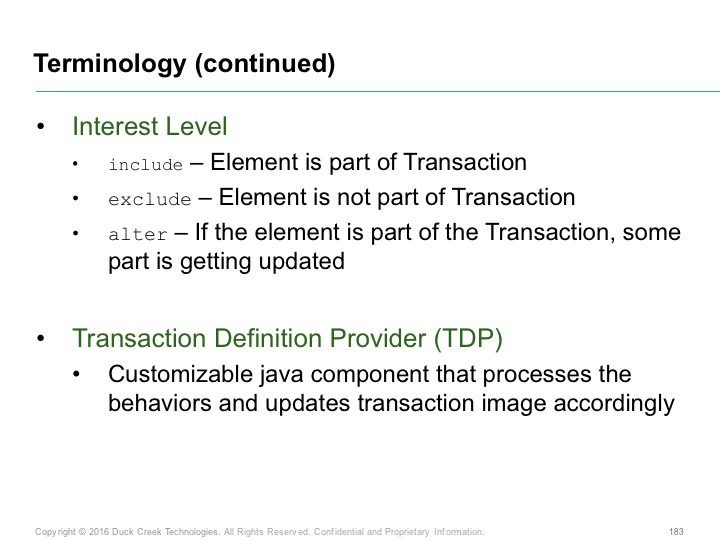 Terminology (continued)
• Interest Level
• include – Element is part of Transaction
• exclude – Element is not part of Transaction
• alter – If the element is part of the Transaction, some
part is getting updated
• Transaction Definition Provider (TDP)
• Customizable java component that processes the
behaviors and updates transaction image accordingly
Copyright © 2016 Duck Creek Technologies. All Rights Reserved. Confidential and Proprietary Information. 183